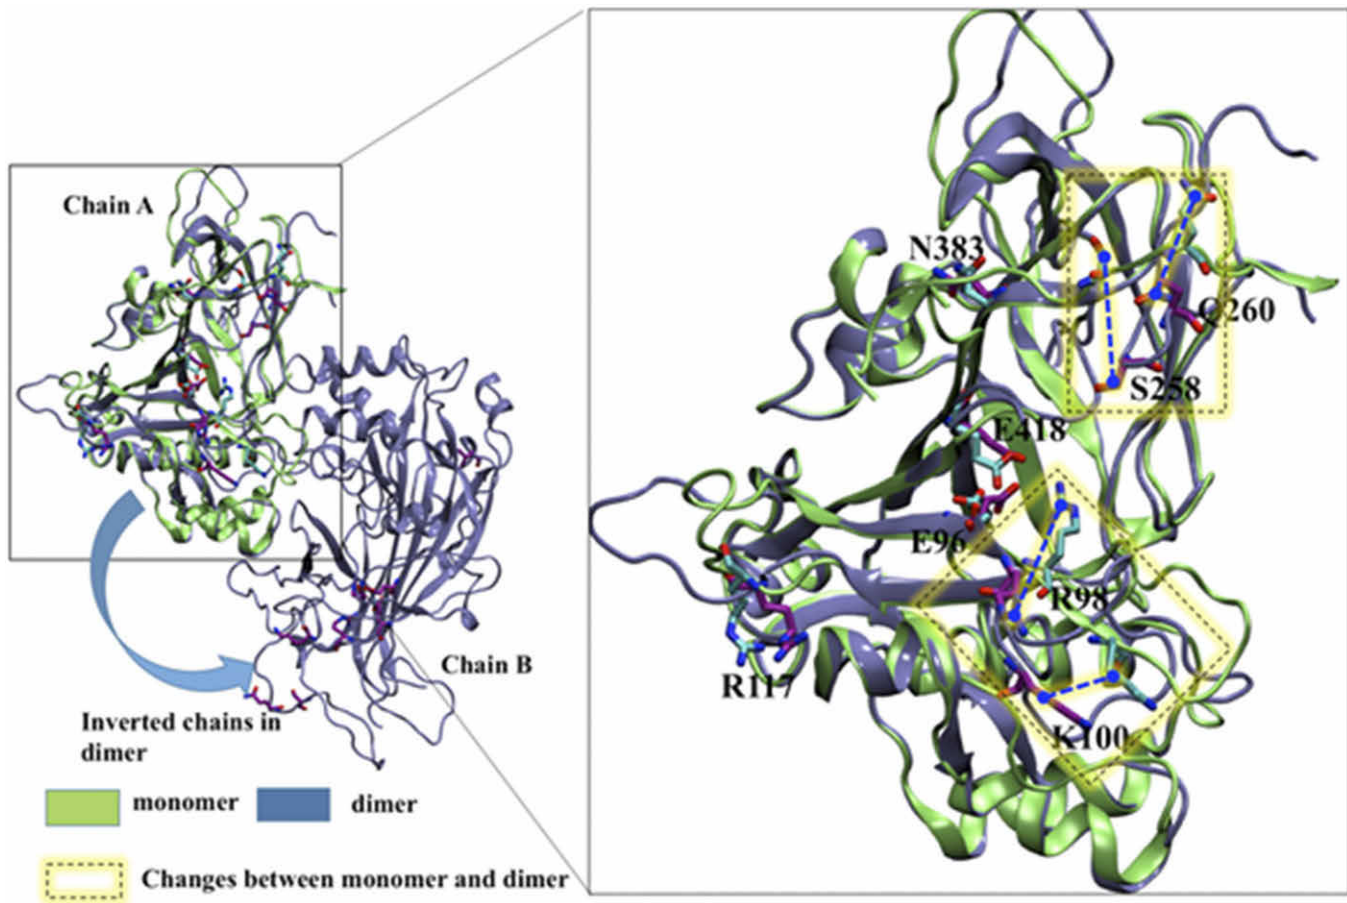 Chain A
Chain B
Inverted chains in
dimer
monomer
dimer
Changes between monomer and dimer
N383
Q260
S258
E418
E96
R98
R117
K100